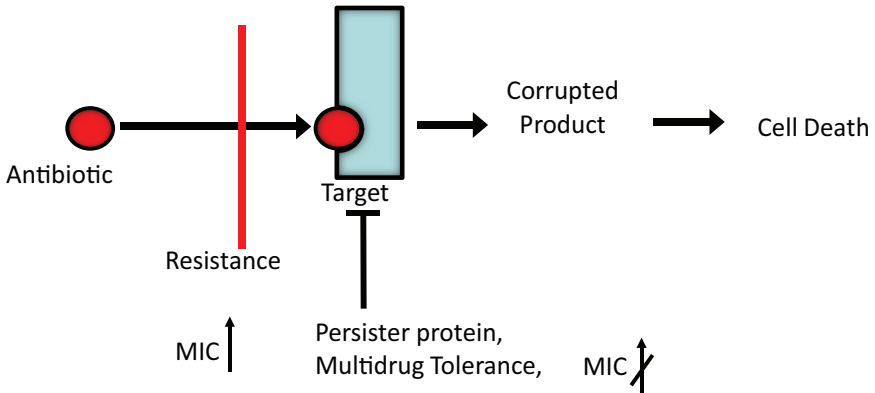 Antibiotic
Resistance
MIC
Target
Corrupted
Product
Cell Death
Persister protein,
Multidrug Tolerance,
MIC